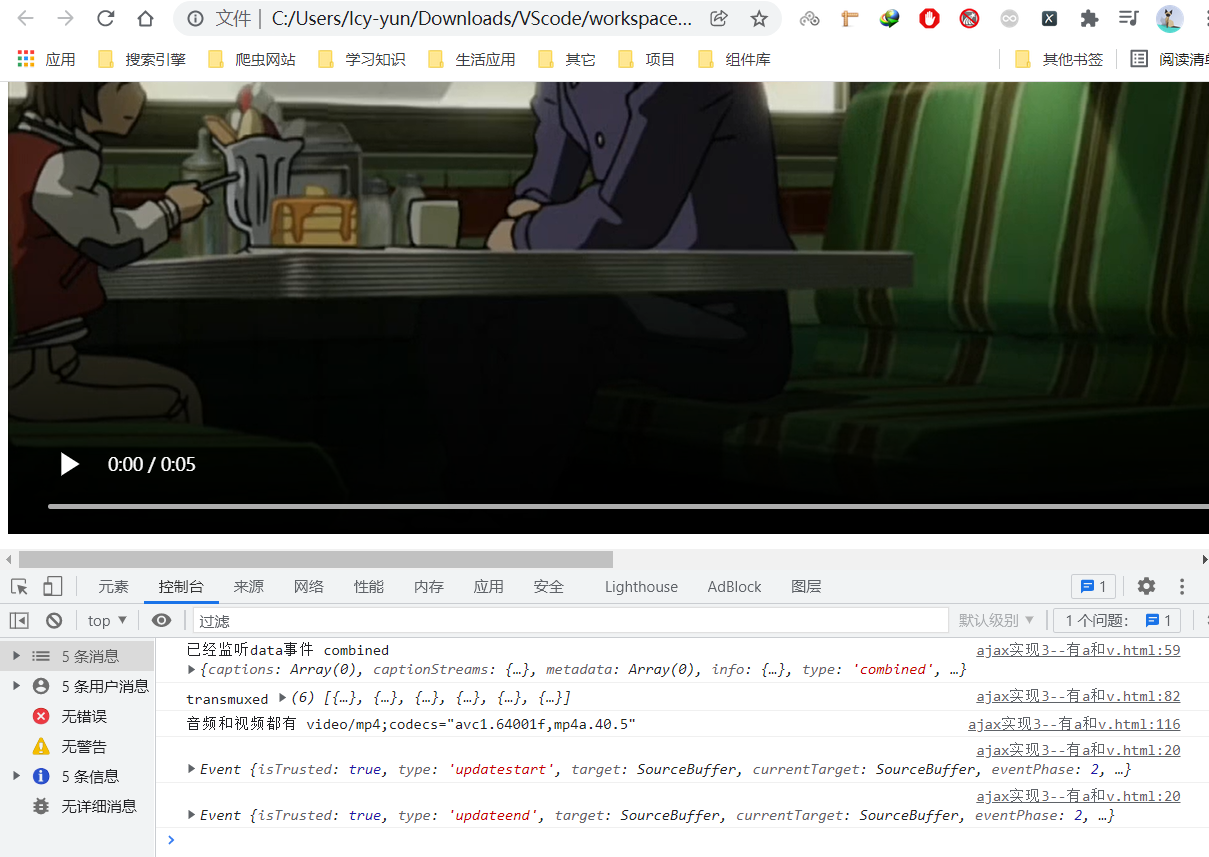 文件 | C:/Users/Icy-yun/Downloads/VScode/workspace...
应用 搜索引擎 爬虫网站 学习知识 生活应用 其它 项目 组件库 其他书签 阅读清单
0:00 / 0:05
元素 控制台 来源 网络 性能 内存 应用 安全 Lighthouse AdBlock 图层 1
top 过滤 默认级别 1 个问题: 1
5 条消息
5 条用户消息
无错误
无警告
5 条信息
无详细消息
已经监听data事件 combined ajax实现3--有a和v.html:59
{captions: Array(0), captionStreams: {…}, metadata: Array(0), info: {…}, type: 'combined', …}
transmuxed (6) [{…}, {…}, {…}, {…}, {…}, {…}] ajax实现3--有a和v.html:82
音频和视频都有 video/mp4;codecs="avc1.64001f,mp4a.40.5" ajax实现3--有a和v.html:116
ajax实现3--有a和v.html:20
Event {isTrusted: true, type: 'updatestart', target: SourceBuffer, currentTarget: SourceBuffer, eventPhase: 2, …}
ajax实现3--有a和v.html:20
Event {isTrusted: true, type: 'updateend', target: SourceBuffer, currentTarget: SourceBuffer, eventPhase: 2, …}